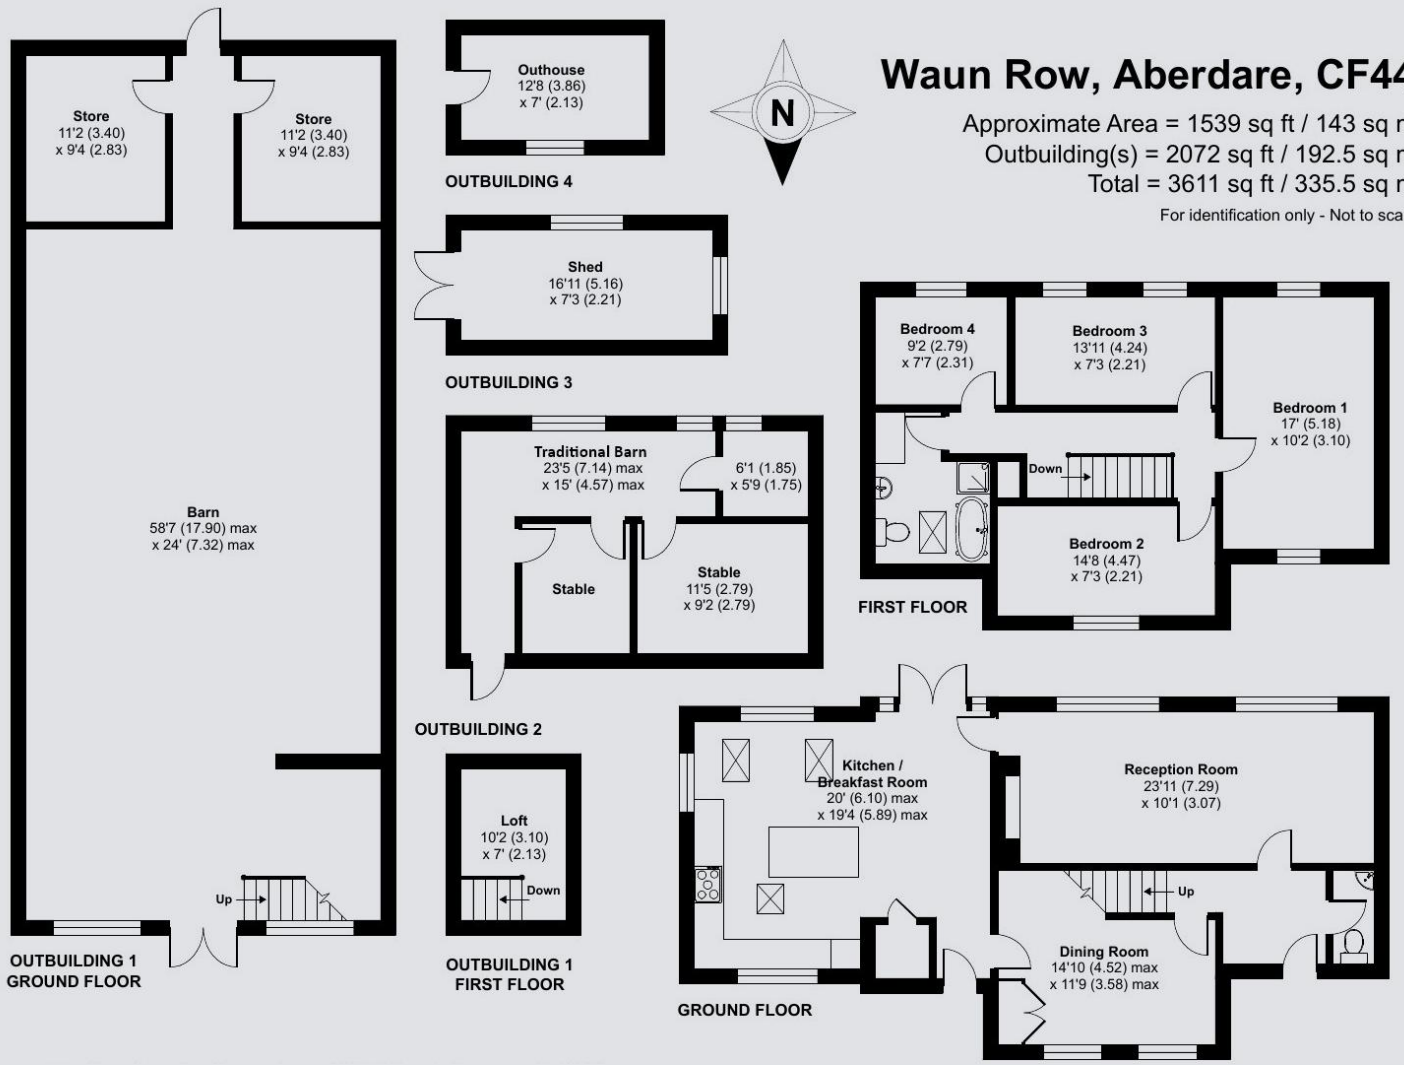 Waun Row, Aberdare, CF44
Approximate Area = 1539 sq ft / 143 sq m
Outbuilding(s) = 2072 sq ft / 192.5 sq m
Total = 3611 sq ft / 335.5 sq m
For identification only - Not to sca
N
Store
11'2 (3.40)
x 9'4 (2.83)
Store
11'2 (3.40)
x 9'4 (2.83)
Barn
58'7 (17.90) max
x 24' (7.32) max
Up
OUTBUILDING 1
GROUND FLOOR
Outhouse
12'8 (3.86)
x 7' (2.13)
OUTBUILDING 4
Shed
16'11 (5.16)
x 7'3 (2.21)
OUTBUILDING 3
Traditional Barn
23'5 (7.14) max
x 15' (4.57) max
6'1 (1.85)
x 5'9 (1.75)
Stable
Stable
11'5 (2.79)
x 9'2 (2.79)
OUTBUILDING 2
Loft
10'2 (3.10)
x 7' (2.13)
Down
OUTBUILDING 1
FIRST FLOOR
Bedroom 4
9'2 (2.79)
x 7'7 (2.31)
Bedroom 3
13'11 (4.24)
x 7'3 (2.21)
Bedroom 1
17' (5.18)
x 10'2 (3.10)
Down
Bedroom 2
14'8 (4.47)
x 7'3 (2.21)
FIRST FLOOR
Kitchen /
Breakfast Room
20' (6.10) max
x 19'4 (5.89) max
Reception Room
23'11 (7.29)
x 10'1 (3.07)
Up
Dining Room
14'10 (4.52) max
x 11'9 (3.58) max
GROUND FLOOR